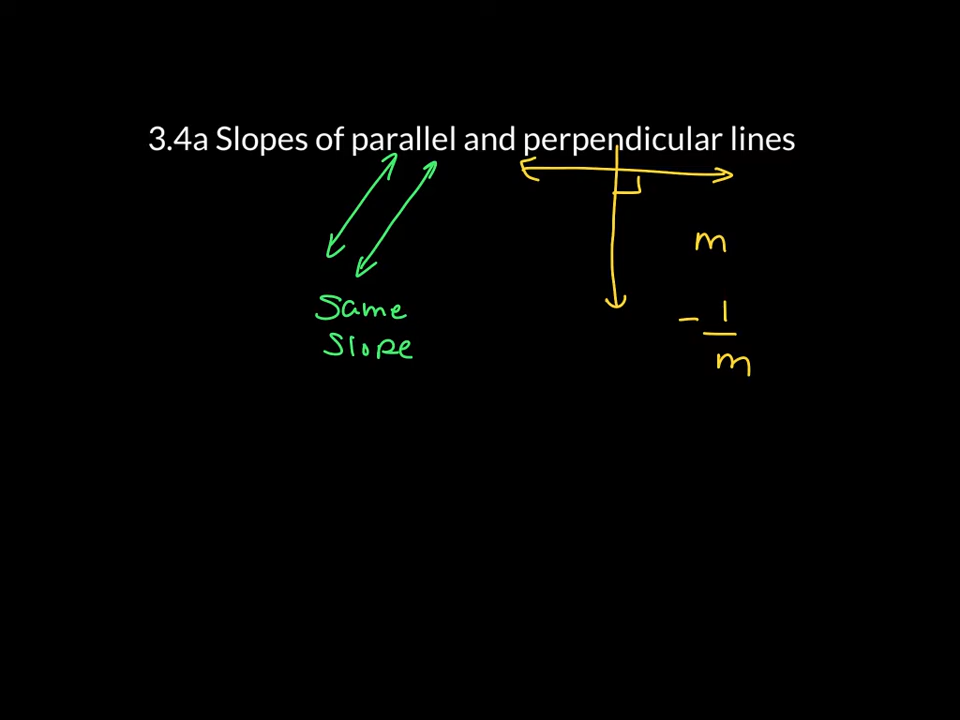 3.4a Slopes of parallel and perpendicular lines
Same
Slope
m
- 1
m